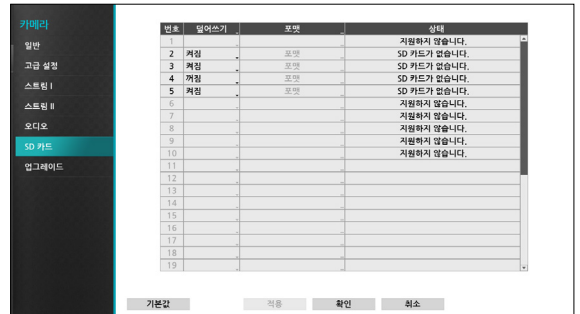 카메라
일반
고급 설정
스트림 I
스트림 II
오디오
SD 카드
업그레이드
번호 덮어쓰기 포맷 상태
1 지원하지 않습니다.
2 켜짐 포맷 SD 카드가 없습니다.
3 켜짐 포맷 SD 카드가 없습니다.
4 꺼짐 포맷 SD 카드가 없습니다.
5 켜짐 포맷 SD 카드가 없습니다.
6 지원하지 않습니다.
7 지원하지 않습니다.
8 지원하지 않습니다.
9 지원하지 않습니다.
10 지원하지 않습니다.
11
12
13
14
15
16
17
18
19
기본값 적용 확인 취소